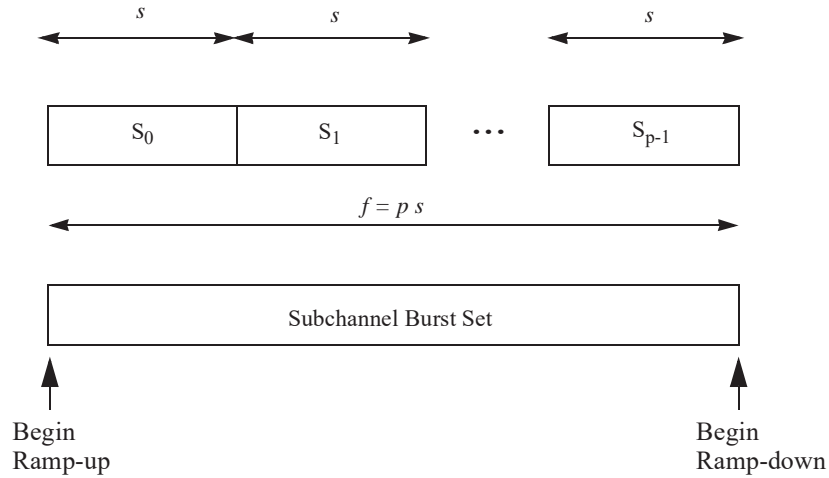 s s s
S0 S1 ... Sp-1
f = p s
Subchannel Burst Set
Begin Begin
Ramp-up Ramp-down